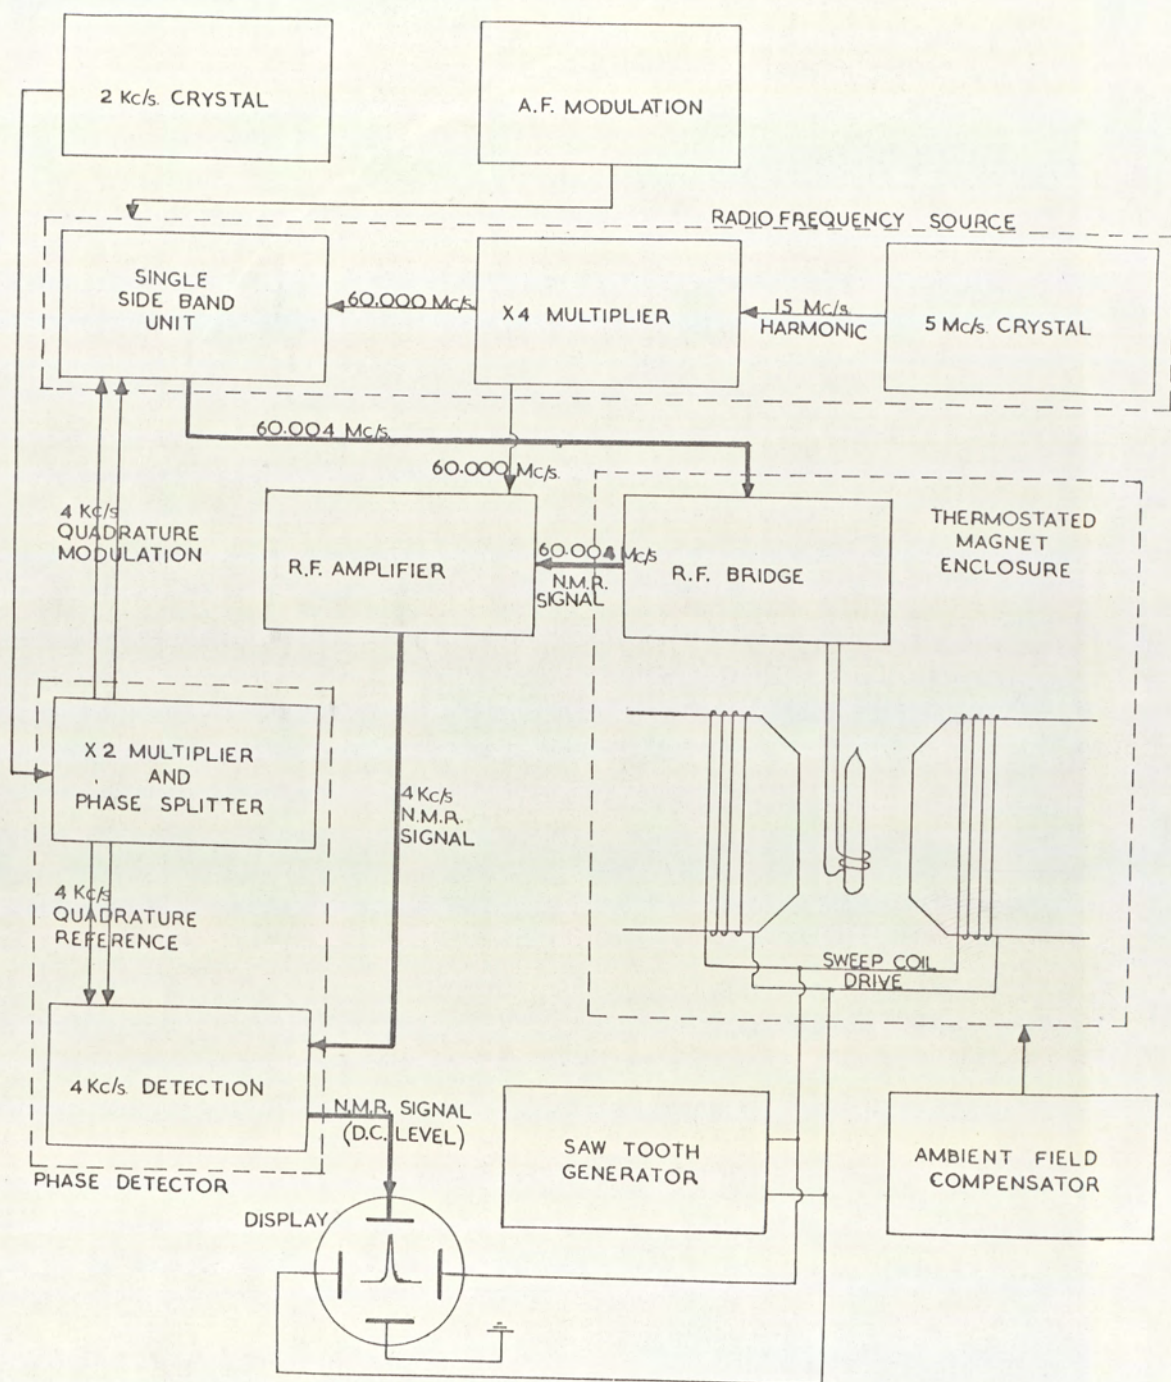 2 Kc/s. CRYSTAL
A.F. MODULATION
RADIO FREQUENCY SOURCE
SINGLE
SIDE BAND
UNIT
60.000 Mc/s.
X4 MULTIPLIER
15 Mc/s.
HARMONIC
5 Mc/s. CRYSTAL
60.004 Mc/s.
60.000 Mc/s.
4 Kc/s
QUADRATURE
MODULATION
R.F. AMPLIFIER
60.004 Mc/s
N.M.R.
SIGNAL
R.F. BRIDGE
THERMOSTATED
MAGNET
ENCLOSURE
X 2 MULTIPLIER
AND
PHASE SPLITTER
4 Kc/s
N.M.R.
SIGNAL
4 Kc/s
QUADRATURE
REFERENCE
SWEEP COIL
DRIVE
4 Kc/s. DETECTION
N.M.R. SIGNAL
(D.C. LEVEL)
PHASE DETECTOR
SAW TOOTH
GENERATOR
AMBIENT FIELD
COMPENSATOR
DISPLAY